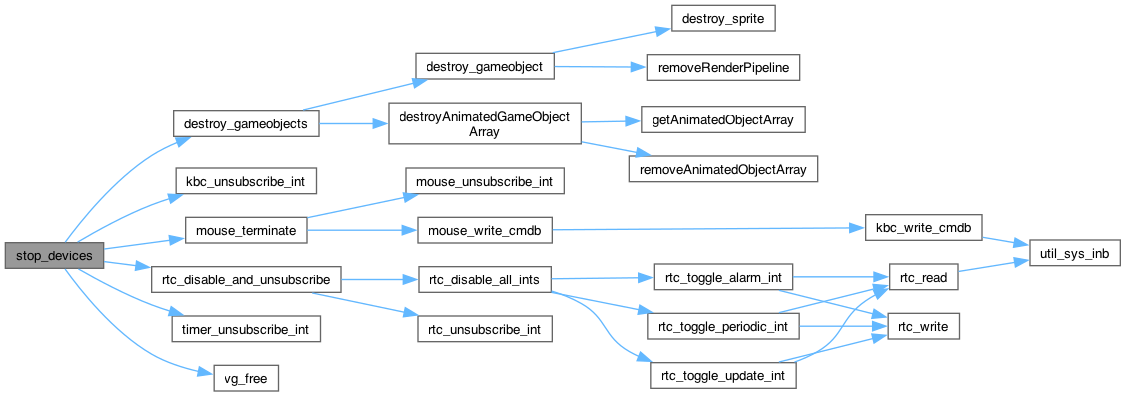 destroy_sprite
destroy_gameobject
removeRenderPipeline
destroy_gameobjects
destroyAnimatedGameObject
Array
getAnimatedObjectArray
removeAnimatedObjectArray
kbc_unsubscribe_int
mouse_unsubscribe_int
mouse_terminate
mouse_write_cmdb
kbc_write_cmdb
stop_devices
util_sys_inb
rtc_disable_and_unsubscribe
rtc_disable_all_ints
rtc_toggle_alarm_int
rtc_read
timer_unsubscribe_int
rtc_unsubscribe_int
rtc_toggle_periodic_int
rtc_write
vg_free
rtc_toggle_update_int